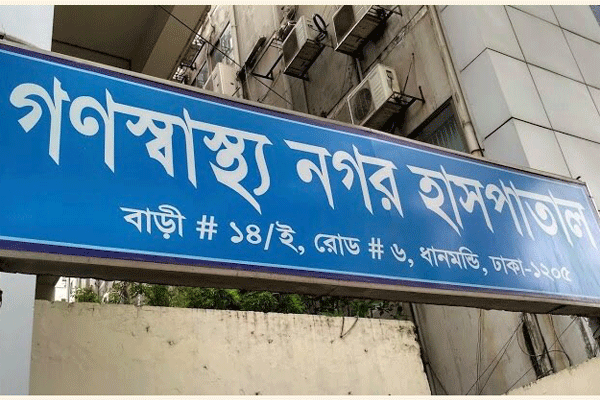 গণস্বাস্থ্য নগর হাসপাতাল
বাড়ী # ১৪/ই, রোড # ৬, ধানমন্ডি, ঢাকা-১২০৫